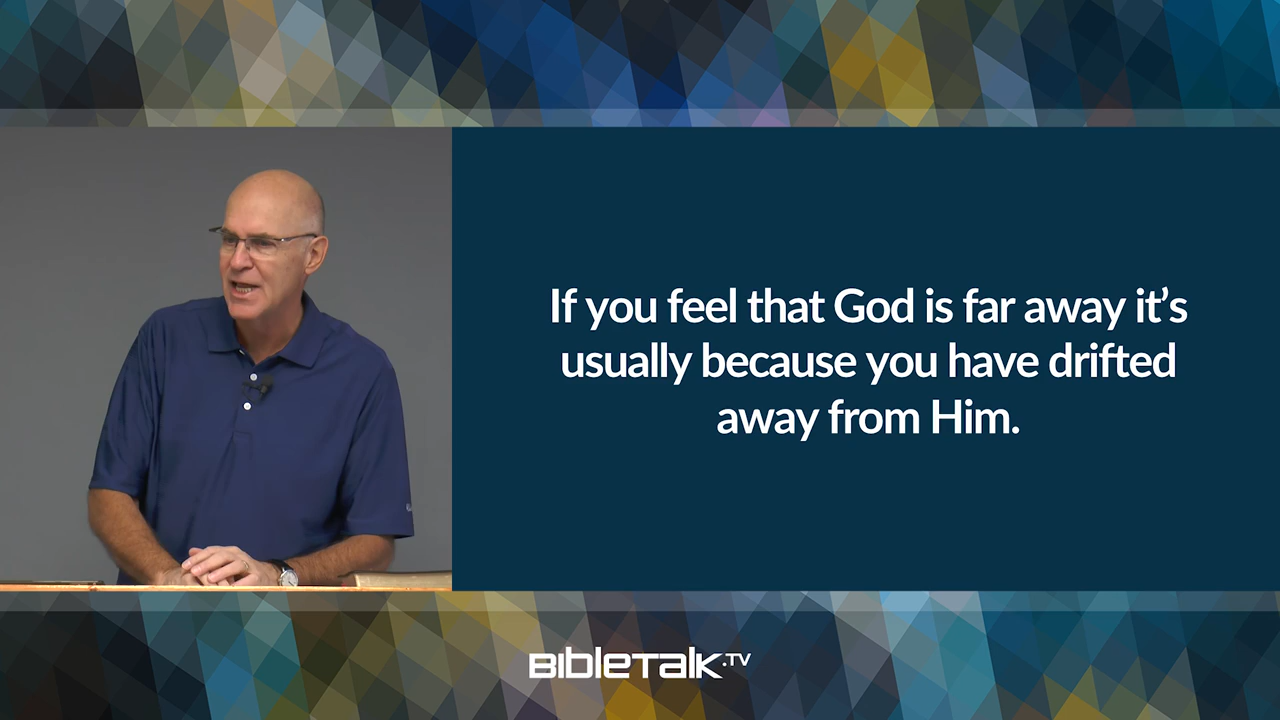 If you feel that God is far away it’s
usually because you have drifted
away from Him.
BIBLETALK.TV